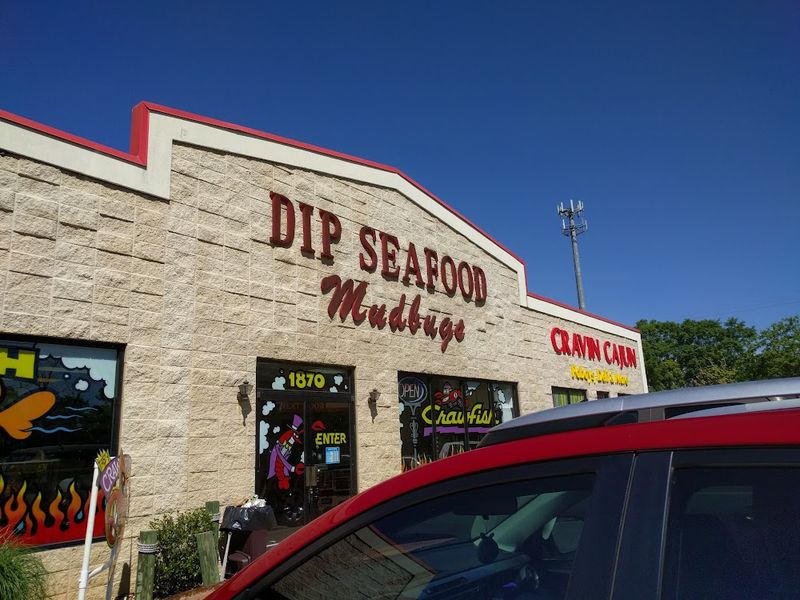 DIP SEAFOOD
Mudbugs
CRAVIN CAJUN
H
1870
OPEN
Crawfish
ENTER